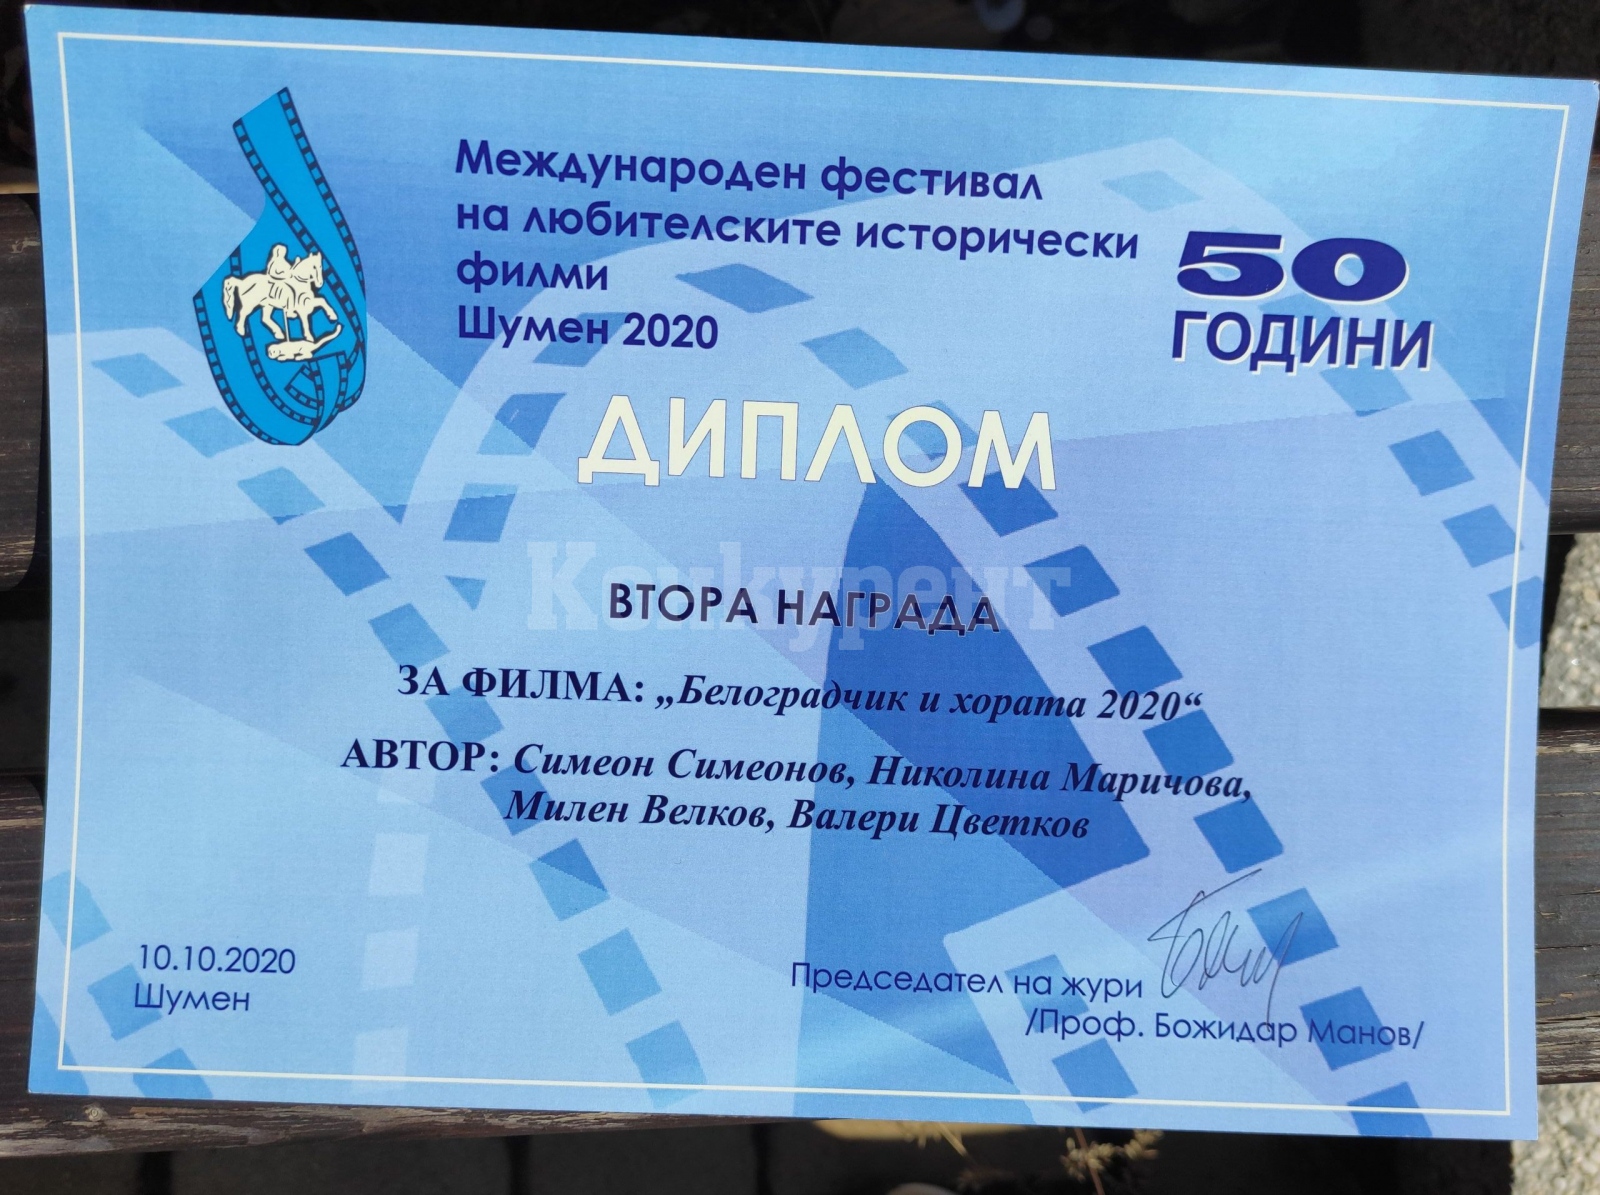 Международен фестивал
на любителските исторически
филми
Шумен 2020
50
ГОДИНИ
ДИПЛОМ
Конкурент
ВТОРА НАГРАДА
ЗА ФИЛМА: „Белоградчик и хората 2020“
АВТОР: Симеон Симеонов, Николина Маричова,
Милен Велков, Валери Цветков
10.10.2020
Шумен
Председател на жури
/Проф. Божидар Манов/